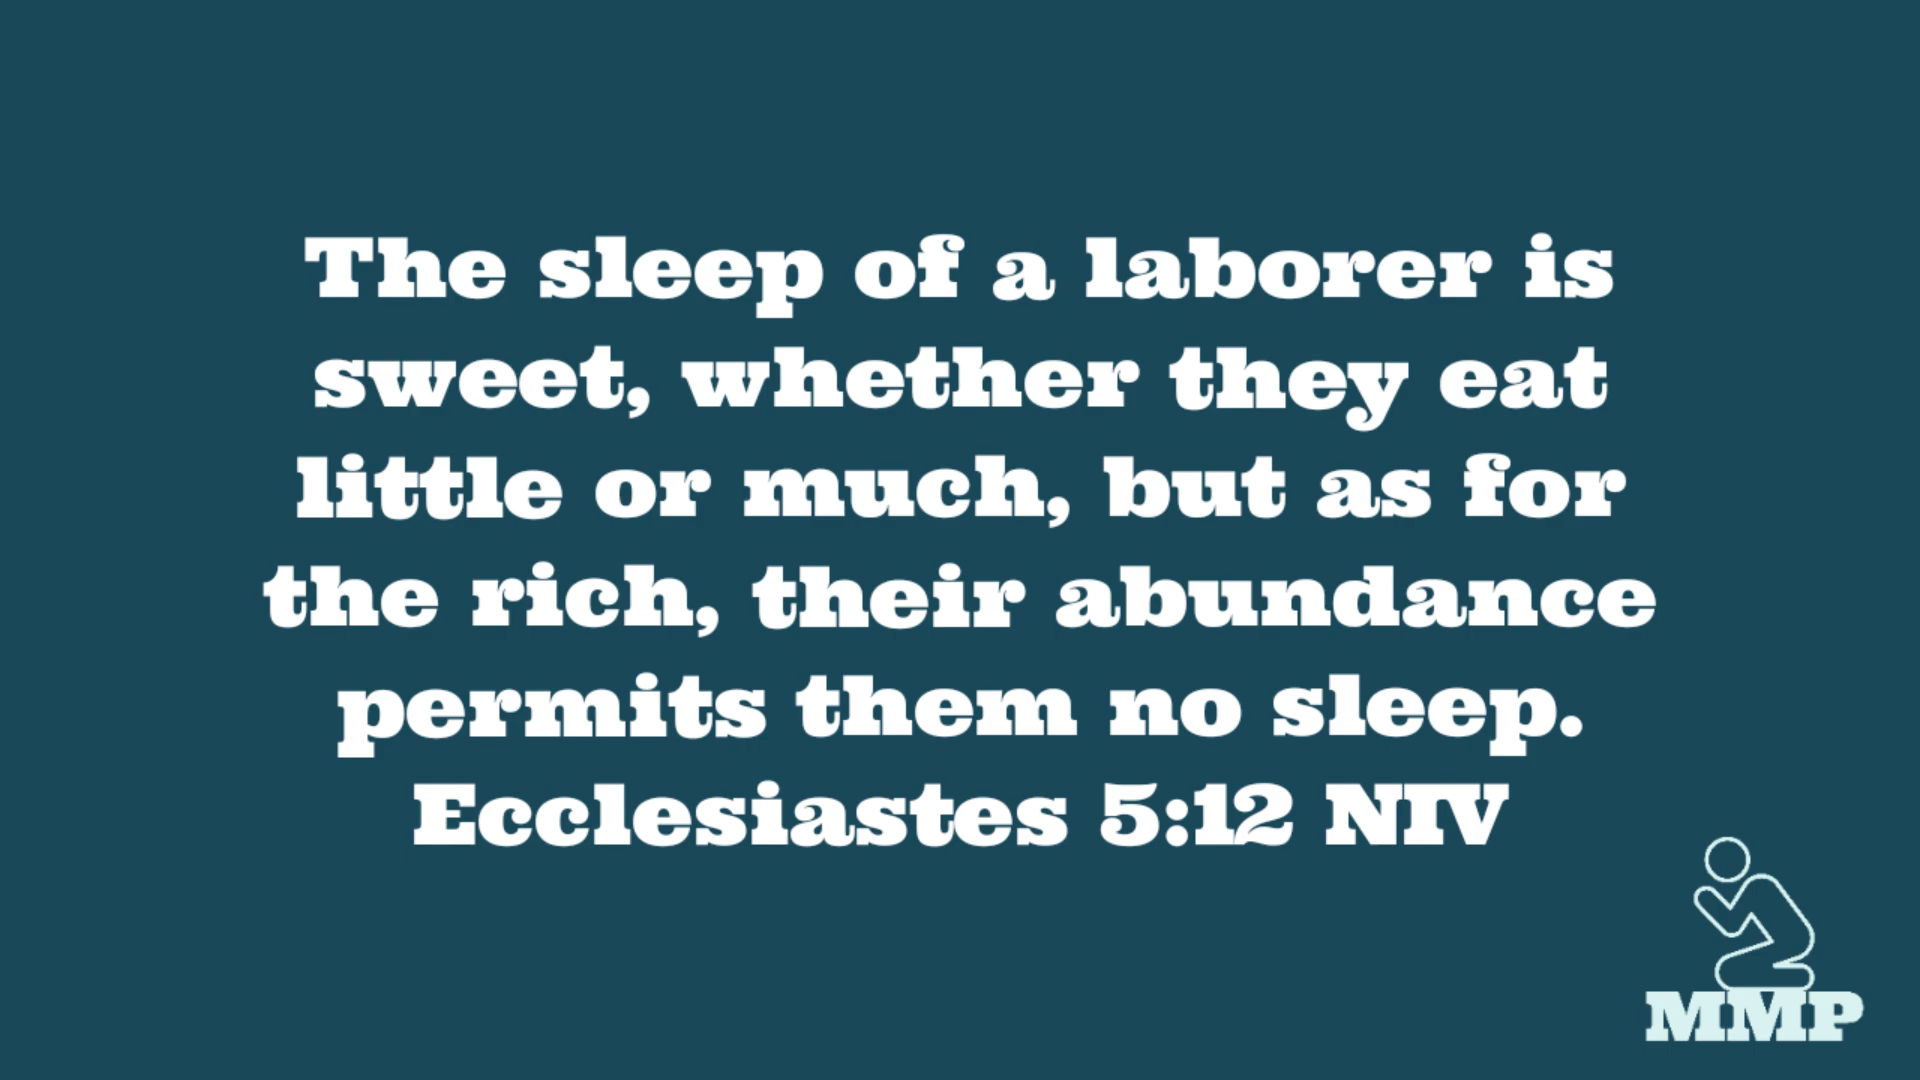 The sleep of a laborer is
sweet, whether they eat
little or much, but as for
the rich, their abundance
permits them no sleep.
Ecclesiastes 5:12 NIV
MMP